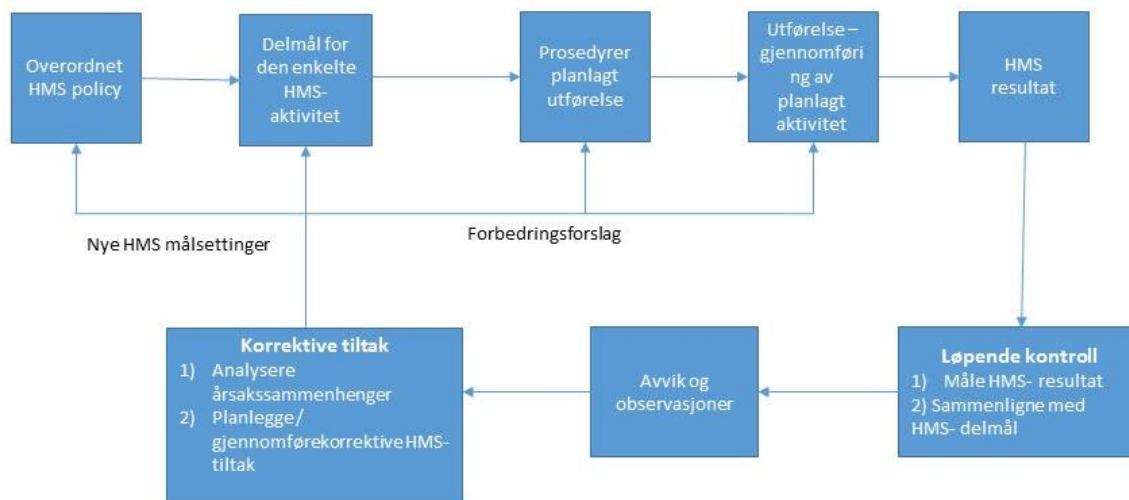 Overordnet
HMS policy
Delmål for
den enkelte
HMS-
aktivitet
Prosedyrer
planlagt
utførelse
Utførelse –
gjennomføri
ng av
planlagt
aktivitet
HMS
resultat
Nye HMS målsettinger
Forbedringsforslag
Korrektive tiltak
1) Analysere
årsakssammenhenger
2) Planlegge/
gjennomførekorrektive HMS-
tiltak
Avvik og
observasjoner
Løpende kontroll
1) Måle HMS- resultat
2) Sammenligne med
HMS- delmål